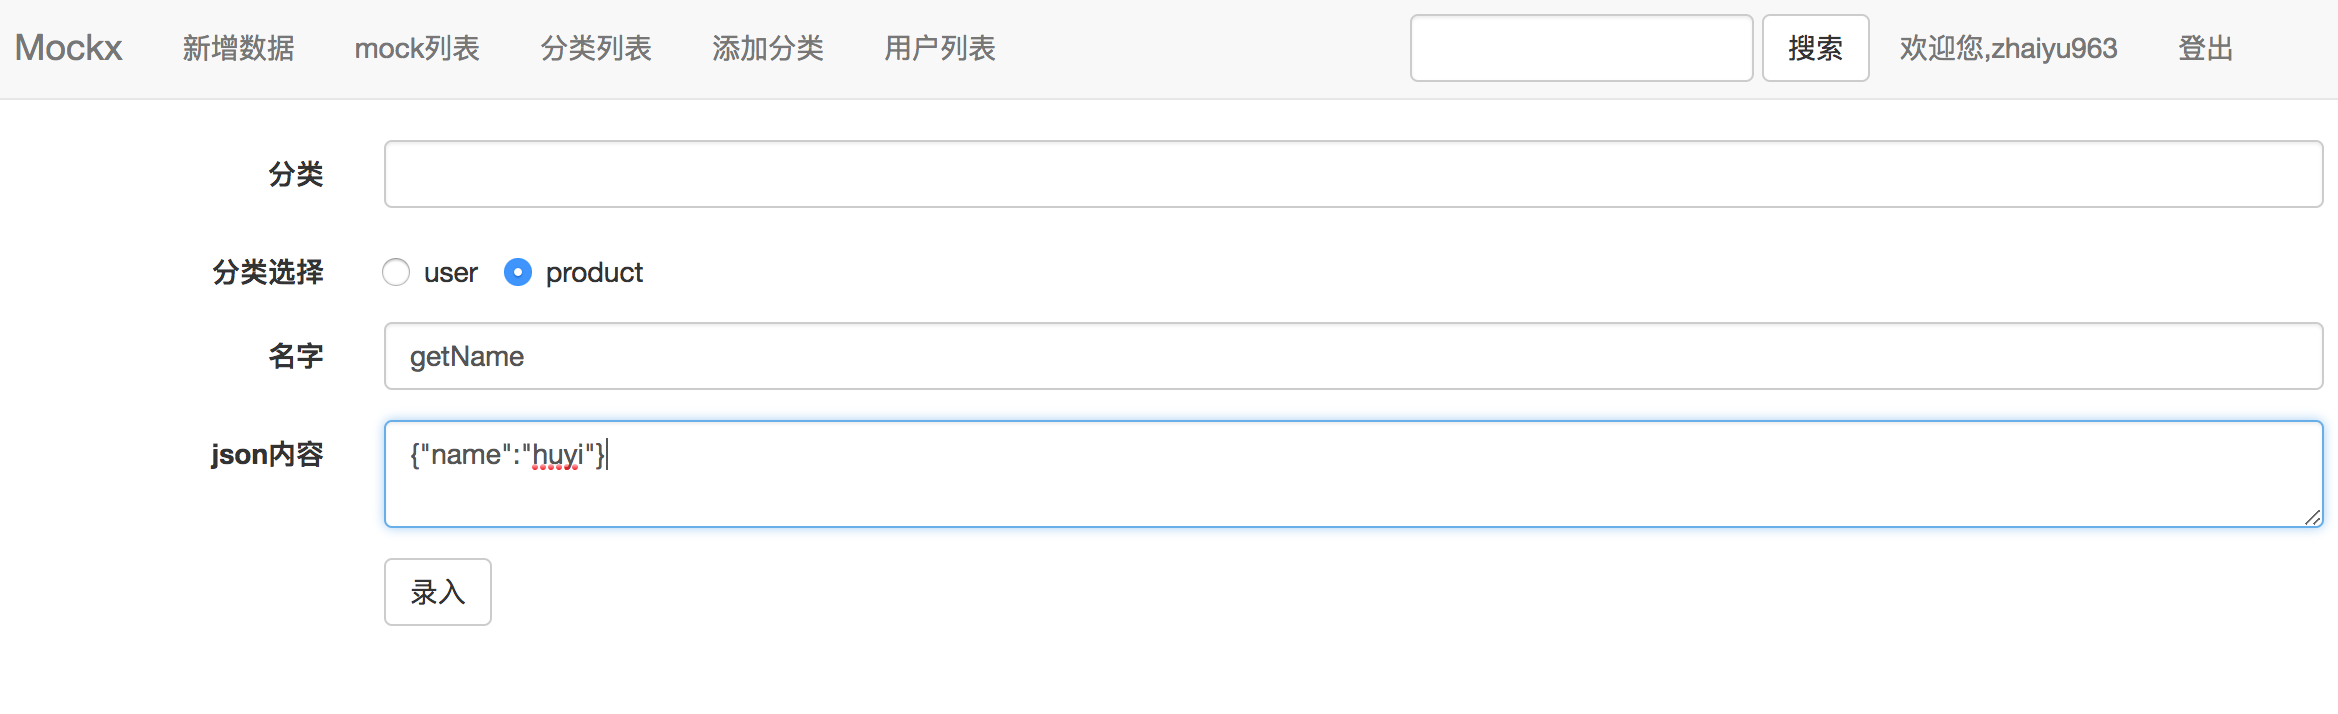 Mockx 新增数据 mock列表 分类列表 添加分类 用户列表 搜索 欢迎您,zhaiyu963 登出
分类
分类选择 user product
名字 getName
json内容 {"name":"huyi"}
录入